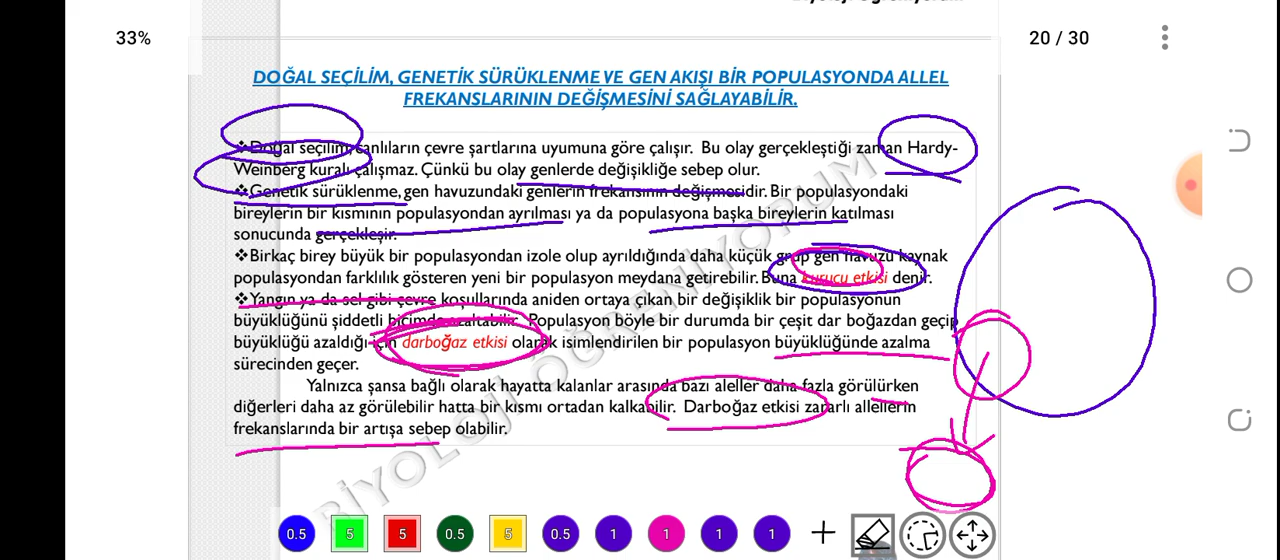 33%
20 / 30
DOĞAL SEÇİLİM, GENETİK SÜRÜKLENME VE GEN AKIŞI BİR POPULASYONDA ALLEL
FREKANSLARININ DEĞİŞMESİNİ SAĞLAYABİLİR.
❖Doğal seçilim, canlıların çevre şartlarına uyumuna göre çalışır. Bu olay gerçekleştiği zaman Hardy-
Weinberg kuralı çalışmaz. Çünkü bu olay genlerde değişikliğe sebep olur.
❖Genetik sürüklenme, gen havuzundaki genlerin frekansının değişmesidir. Bir populasyondaki
bireylerin bir kısmının populasyondan ayrılması ya da populasyona başka bireylerin katılması
sonucunda gerçekleşir.
❖Birkaç birey büyük bir populasyondan izole olup ayrıldığında daha küçük grup gen havuzu kaynak
populasyondan farklılık gösteren yeni bir populasyon meydana getirebilir. Buna kurucu etkisi denir.
❖Yangın ya da sel gibi çevre koşullarında aniden ortaya çıkan bir değişiklik bir populasyonun
büyüklüğünü şiddetli biçimde azaltabilir. Populasyon böyle bir durumda bir çeşit dar boğazdan geçip
büyüklüğü azaldığı için darboğaz etkisi olarak isimlendirilen bir populasyon büyüklüğünde azalma
sürecinden geçer.
Yalnızca şansa bağlı olarak hayatta kalanlar arasında bazı aleller daha fazla görülürken
diğerleri daha az görülebilir hatta bir kısmı ortadan kalkabilir. Darboğaz etkisi zararlı allellerin
frekanslarında bir artışa sebep olabilir.
BİYOLOJİ ÖĞRENİYORUM
0.5 5 5 0.5 5 0.5 1 1 1 1